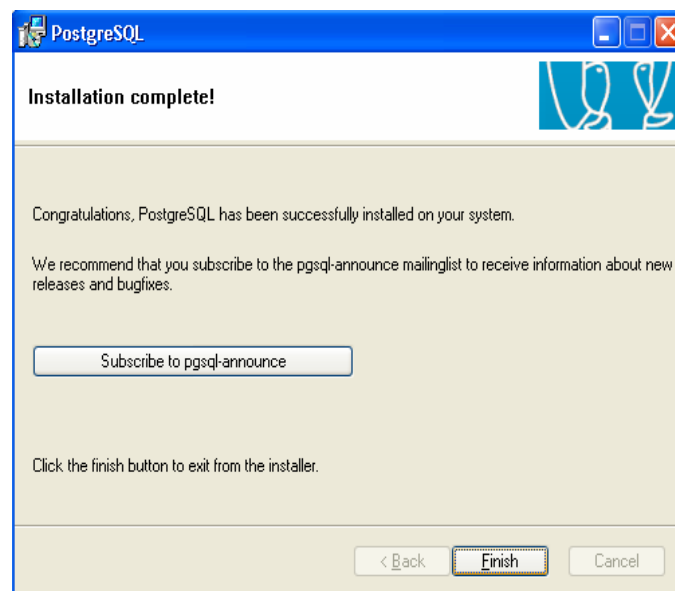 PostgreSQL
Installation complete!
Congratulations, PostgreSQL has been successfully installed on your system.
We recommend that you subscribe to the pgsql-announce mailinglist to receive information about new
releases and bugfixes.
Subscribe to pgsql-announce
Click the finish button to exit from the installer.
< Back Finish Cancel